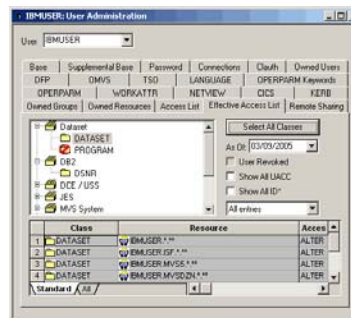 IBMUSER: User Administration
User IBMUSER
Base Supplemental Base Password Connections Clauth Owned Users
DFP OMVS TSO LANGUAGE OPERPARM Keywords
OPERPARM WORKATTR NETVIEW CICS KERB
Owned Groups Owned Resources Access List Effective Access List Remote Sharing
Dataset
DATASET
PROGRAM
DB2
DSNR
DCE / USS
JES
MVS System
Select All Classes
As Of: 03/09/2005
User Revoked
Show All UACC
Show All ID*
All entries
Class Resource Acces
1 DATASET IBMUSER.*.** ALTER
2 DATASET IBMUSER.ISF.*.** ALTER
3 DATASET IBMUSER.MVS5.*.** ALTER
4 DATASET IBMUSER.MVSDZN.*.** ALTER
Standard All